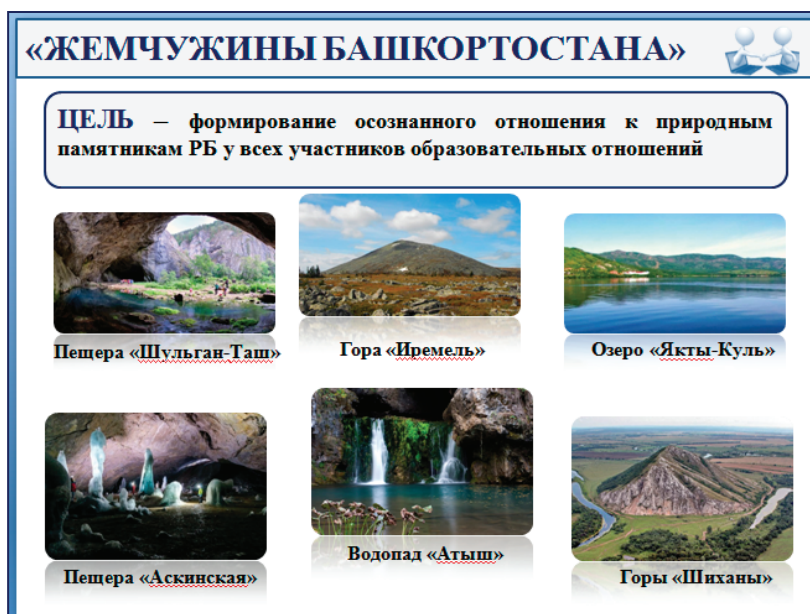 «ЖЕМЧУЖИНЫ БАШКОРТОСТАНА»
ЦЕЛЬ – формирование осознанного отношения к природным
памятникам РБ у всех участников образовательных отношений
Пещера «Шульган-Таш»
Гора «Иремель»
Озеро «Якты-Куль»
Пещера «Аскинская»
Водопад «Атыш»
Горы «Шиханы»